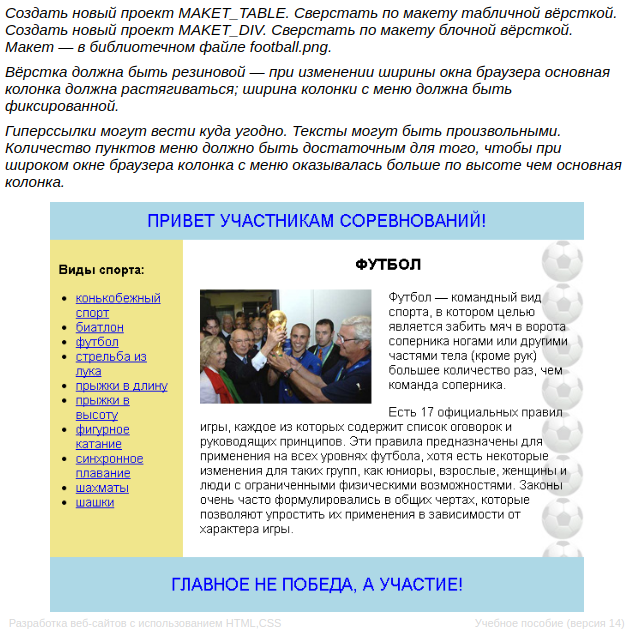 Создать новый проект MAKET_TABLE. Сверстать по макету табличной вёрсткой.
Создать новый проект MAKET_DIV. Сверстать по макету блочной вёрсткой.
Макет — в библиотечном файле football.png.
Вёрстка должна быть резиновой — при изменении ширины окна браузера основная
колонка должна растягиваться; ширина колонки с меню должна быть
фиксированной.
Гиперссылки могут вести куда угодно. Тексты могут быть произвольными.
Количество пунктов меню должно быть достаточным для того, чтобы при
широком окне браузера колонка с меню оказывалась больше по высоте чем основная
колонка.
ПРИВЕТ УЧАСТНИКАМ СОРЕВНОВАНИЙ!
Виды спорта:
• конькобежный
спорт
• биатлон
• футбол
• стрельба из
лука
• прыжки в длину
• прыжки в
высоту
• фигурное
катание
• синхронное
плавание
• шахматы
• шашки
ФУТБОЛ
Футбол — командный вид
спорта, в котором целью
является забить мяч в ворота
соперника ногами или другими
частями тела (кроме рук)
большее количество раз, чем
команда соперника.
Есть 17 официальных правил
игры, каждое из которых содержит список оговорок и
руководящих принципов. Эти правила предназначены для
применения на всех уровнях футбола, хотя есть некоторые
изменения для таких групп, как юниоры, взрослые, женщины и
люди с ограниченными физическими возможностями. Законы
очень часто формулировались в общих чертах, которые
позволяют упростить их применения в зависимости от
характера игры.
ГЛАВНОЕ НЕ ПОБЕДА, А УЧАСТИЕ!
Разработка веб-сайтов с использованием HTML,CSS
Учебное пособие (версия 14)